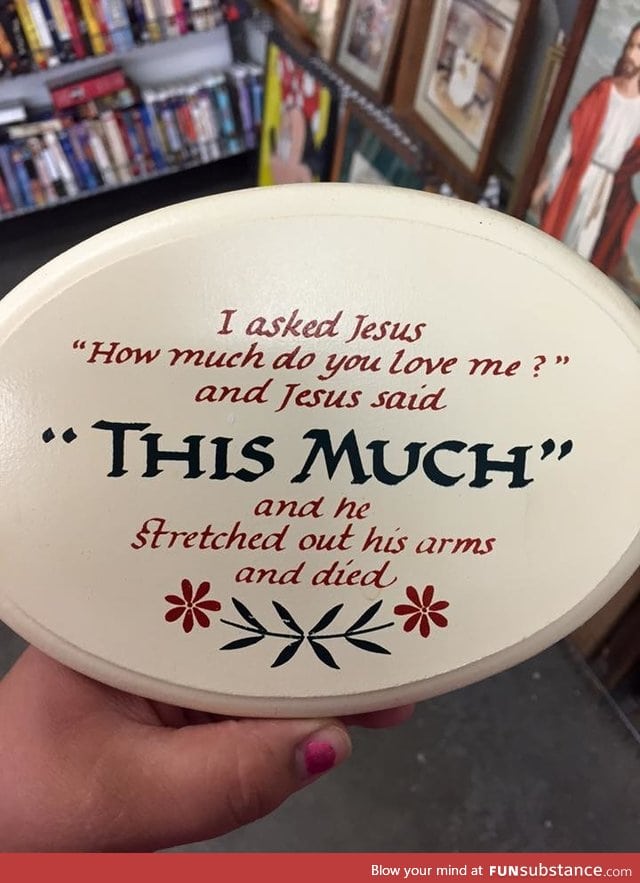 I asked Jesus
“How much do you love me?”
and Jesus said
“THIS MUCH”
and he
stretched out his arms
and died
Blow your mind at FUNsubstance.com